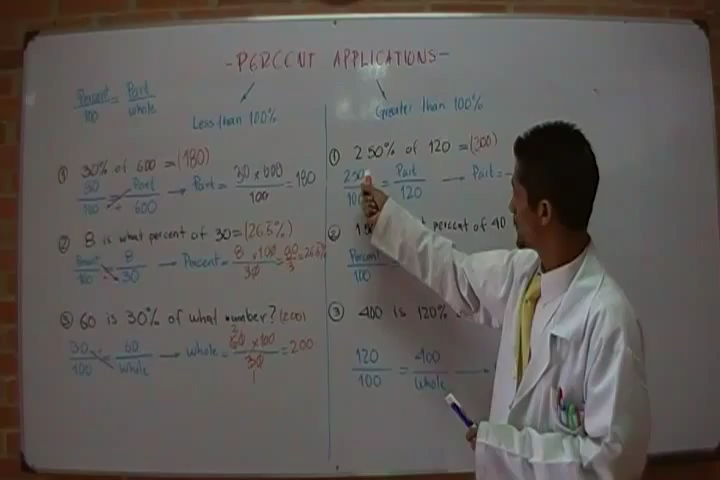 -PERCENT APPLICATIONS-
Percent/100 = Part/whole
Less than 100%
Greater than 100%
① 30% of 600 = (180)
30/100 = Part/600 → Part = 30 x 600/100 = 180
② 8 is what percent of 30 = (26.6%)
Percent/100 = 8/30 → Percent = 8 x 100/30 = 80/3 = 26.6%
③ 60 is 30% of what number? (200)
30/100 = 60/Whole → Whole = 60 x 100/30 = 200
① 250% of 120 = (300)
250/100 = Part/120 → Part =
② percent of 40
Percent/100
③ 400 is 120%
120/100 = 400/Whole